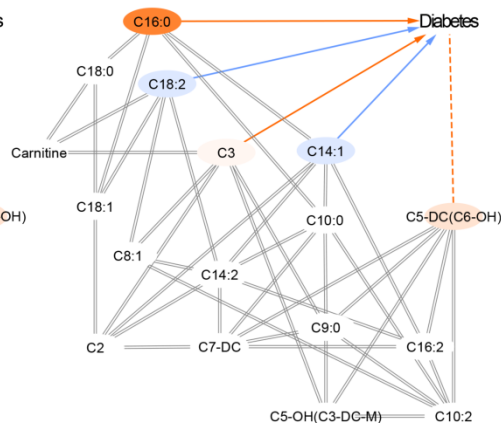 s
C16:0
Diabetes
C18:0
C18:2
Carnitine
C3
C14:1
C18:1
C10:0
OH)
C5-DC(C6-OH)
C8:1
C14:2
C9:0
C2
C7-DC
C16:2
C5-OH(C3-DC-M)
C10:2